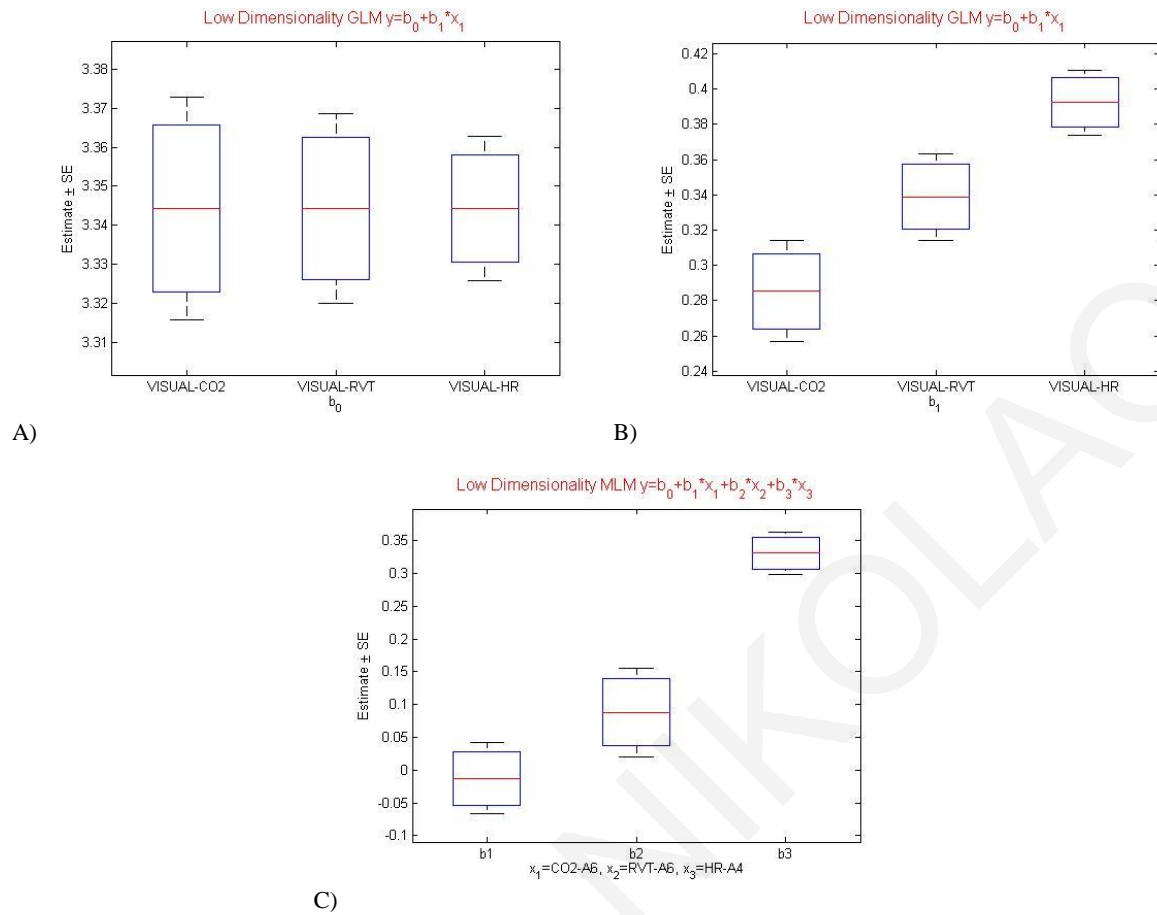 Low Dimensionality GLM y=b0+b1*x1
3.38
3.37
3.36
3.35
3.34
3.33
3.32
3.31
Estimate ± SE
VISUAL-CO2 VISUAL-RVT VISUAL-HR
b0
A)
Low Dimensionality GLM y=b0+b1*x1
0.42
0.4
0.38
0.36
0.34
0.32
0.3
0.28
0.26
0.24
Estimate ± SE
VISUAL-CO2 VISUAL-RVT VISUAL-HR
b1
B)
Low Dimensionality MLM y=b0+b1*x1+b2*x2+b3*x3
0.35
0.3
0.25
0.2
0.15
0.1
0.05
0
-0.05
-0.1
Estimate ± SE
b1 b2 b3
x1=CO2-A6, x2=RVT-A6, x3=HR-A4
C)
NIKOLAO